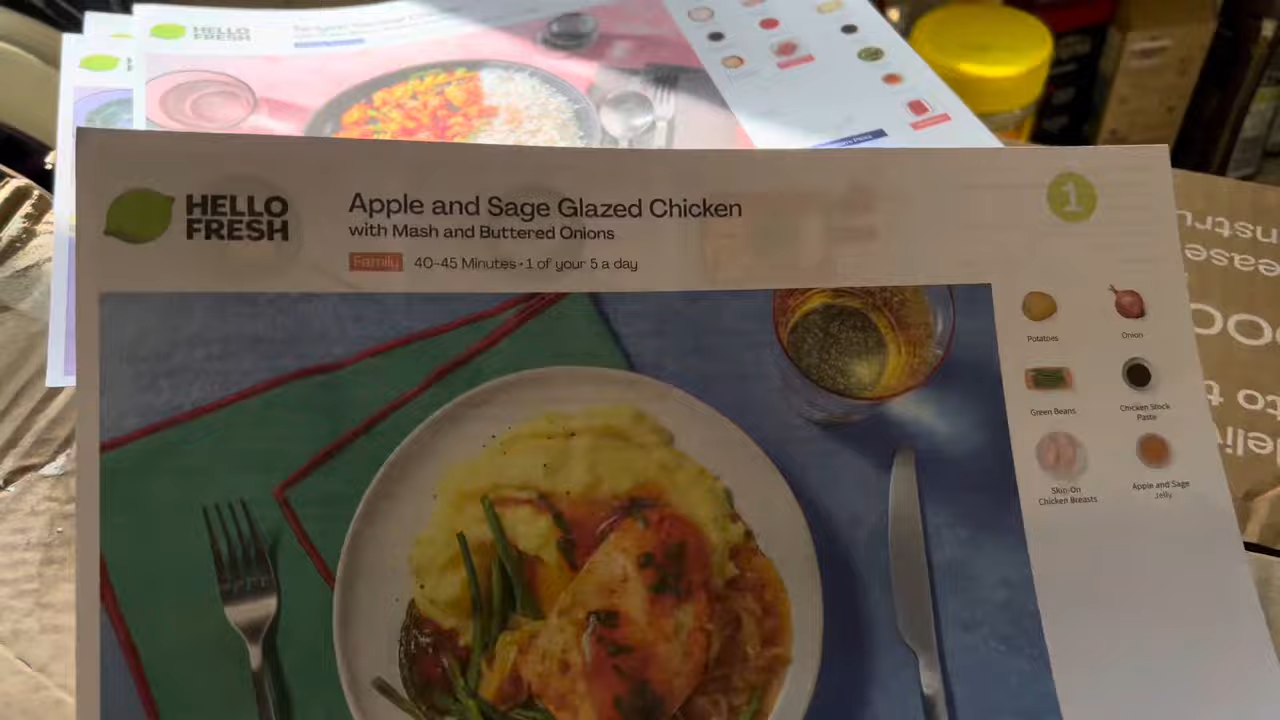 HELLO
FRESH
HELLO
FRESH
Apple and Sage Glazed Chicken
with Mash and Buttered Onions
Family 40-45 Minutes • 1 of your 5 a day
1
Potatoes
Onion
Green Beans
Chicken Stock
Paste
Skin-On
Chicken Breasts
Apple and Sage
Jelly